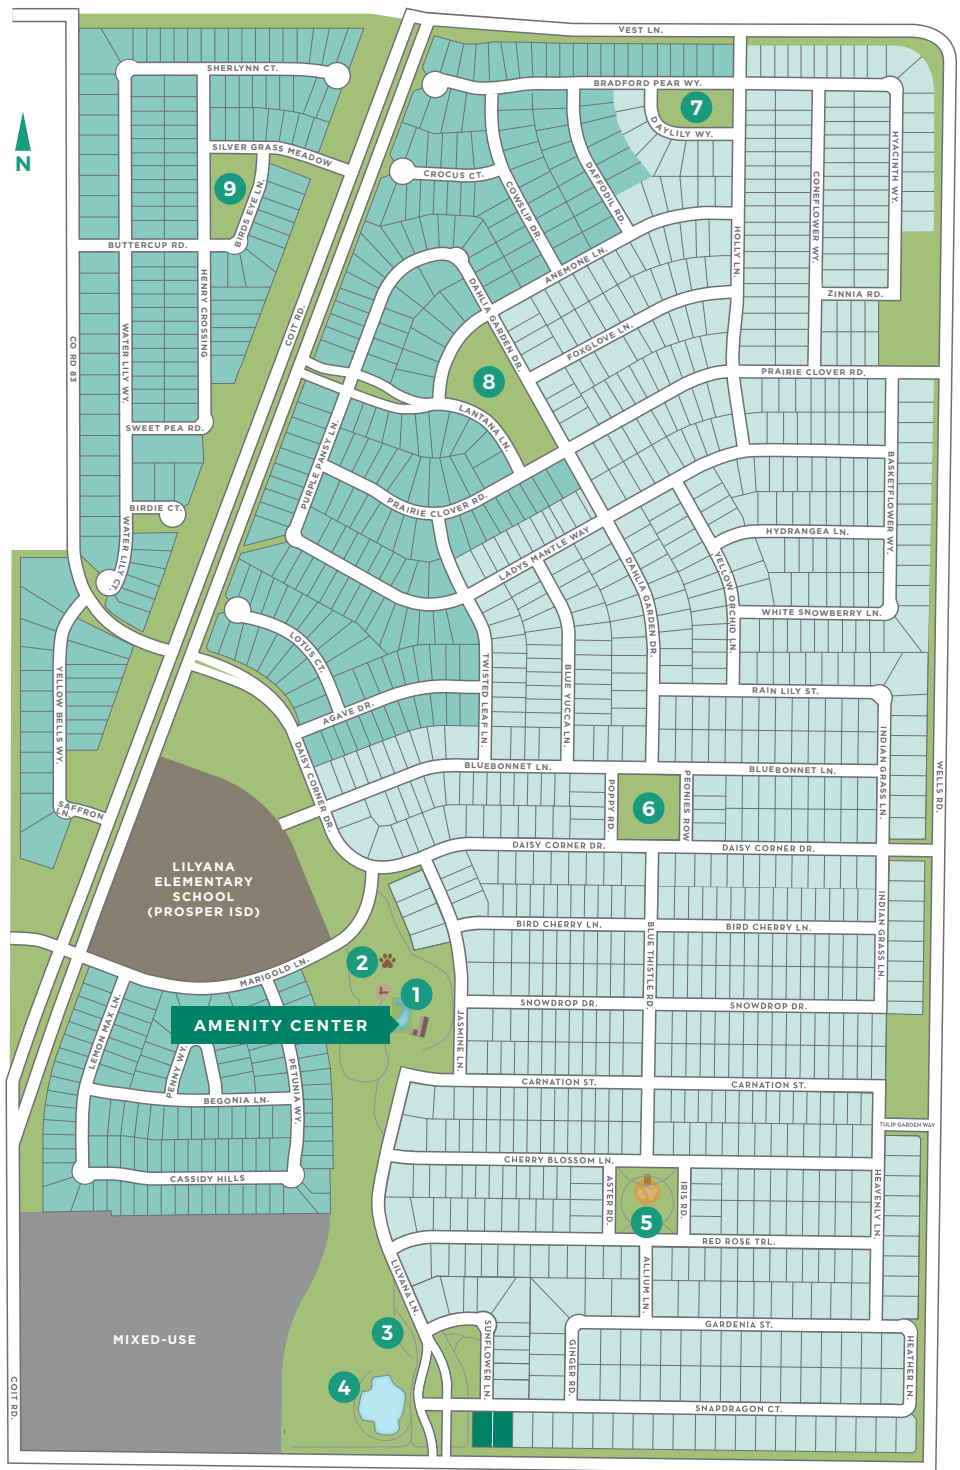 VEST LN.
SHERLYNN CT.
BRADFORD PEAR WY.
7
DAYLILY WY.
N
SILVER GRASS MEADOW
CROCUS CT.
HYACINTH WY.
CONEFLOWER WY.
DAFFODIL RD.
COWSLIP DR.
9
BIRDS EYE LN.
BUTTERCUP RD.
HOLLY LN.
ANEMONE LN.
HENRY CROSSING
DAHLIA GARDEN DR.
ZINNIA RD.
COIT RD.
CO RD 83
WATER LILY WY.
FOXGLOVE LN.
PRAIRIE CLOVER RD.
8
LANTANA LN.
SWEET PEA RD.
PURPLE PANSY LN.
BASKETFLOWER WY.
PRAIRIE CLOVER RD.
BIRDIE CT.
WATER LILY CT.
HYDRANGEA LN.
LADYS MANTLE WAY
DAHLIA GARDEN DR.
YELLOW ORCHID LN.
WHITE SNOWBERRY LN.
LOTUS CT.
TWISTED LEAF LN.
BLUE YUCCA LN.
RAIN LILY ST.
YELLOW BELLS WY.
AGAVE DR.
DAISY CORNER DR.
INDIAN GRASS LN.
BLUEBONNET LN.
BLUEBONNET LN.
WELLS RD.
POPPY RD.
6
PEONIES ROW
SAFFRON
LN.
DAISY CORNER DR.
DAISY CORNER DR.
LILYANA
ELEMENTARY
SCHOOL
(PROSPER ISD)
BIRD CHERRY LN.
BIRD CHERRY LN.
INDIAN GRASS LN.
BLUE THISTLE RD.
MARIGOLD LN.
2
1
SNOWDROP DR.
SNOWDROP DR.
AMENITY CENTER
LEMON MAX LN.
PENNY WY.
PETUNIA WY.
JASMINE LN.
CARNATION ST.
CARNATION ST.
BEGONIA LN.
TULIP GARDEN WAY
CHERRY BLOSSOM LN.
CASSIDY HILLS
ASTER RD.
5
IRIS RD.
HEAVENLY LN.
RED ROSE TRL.
LILYANA LN.
ALLIUM LN.
MIXED-USE
3
SUNFLOWER LN.
GINGER RD.
GARDENIA ST.
HEATHER LN.
4
COIT RD.
SNAPDRAGON CT.